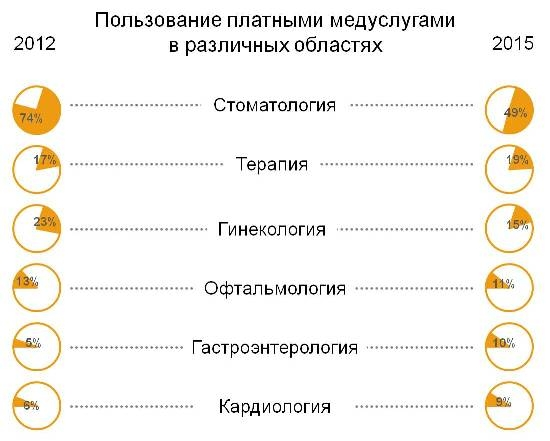 Пользование платными медуслугами
2012 в различных областях 2015
74% Стоматология 49%
17% Терапия 19%
23% Гинекология 15%
13% Офтальмология 11%
5% Гастроэнтерология 10%
6% Кардиология 9%